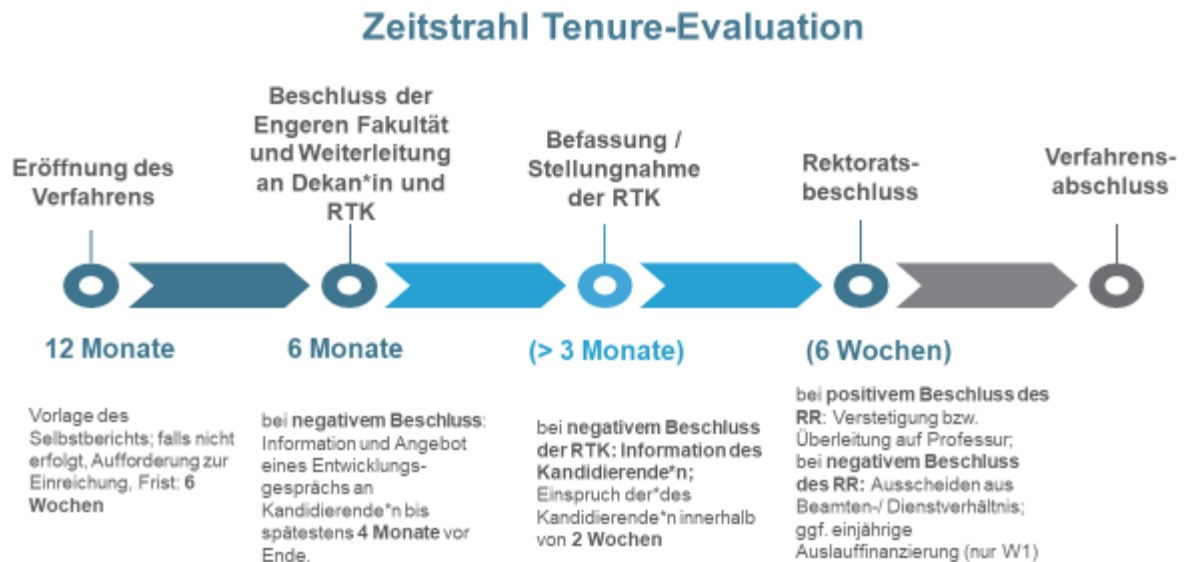 Zeitstrahl Tenure-Evaluation
Eröffnung des
Verfahrens
Beschluss der
Engeren Fakultät
und Weiterleitung
an Dekan*in und
RTK
Befassung /
Stellungnahme
der RTK
Rektorats-
beschluss
Verfahrens-
abschluss
12 Monate
6 Monate
(> 3 Monate)
(6 Wochen)
Vorlage des
Selbstberichts; falls nicht
erfolgt, Aufforderung zur
Einreichung, Frist: 6
Wochen
bei negativem Beschluss:
Information und Angebot
eines Entwicklungs-
gesprächs an
Kandidierende*n bis
spätestens 4 Monate vor
Ende.
bei negativem Beschluss
der RTK: Information des
Kandidierende*n;
Einspruch der*des
Kandidierende*n innerhalb
von 2 Wochen
bei positivem Beschluss des
RR: Verstetigung bzw.
Überleitung auf Professur;
bei negativem Beschluss
des RR: Ausscheiden aus
Beamten-/ Dienstverhältnis;
ggf. einjährige
Auslauffinanzierung (nur W1)